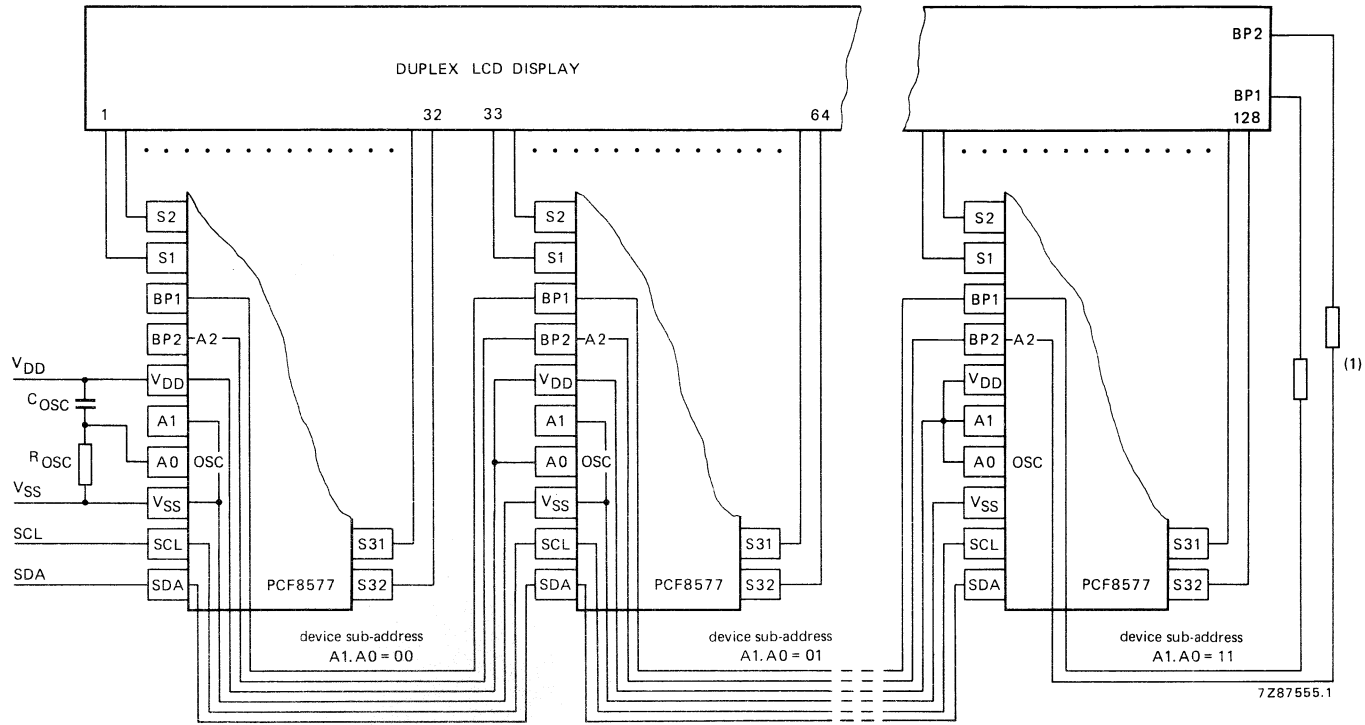 BP2
DUPLEX LCD DISPLAY
BP1
1 32 33 64 128
S2 S2 S2
S1 S1 S1
BP1 BP1 BP1
BP2 A2 BP2 A2 BP2 A2
(1)
VDD VDD VDD VDD
COSC A1 A1 A1
ROSC A0 OSC A0 OSC A0 OSC
VSS VSS VSS VSS
SCL SCL S31 SCL S31 SCL S31
SDA SDA PCF8577 S32 SDA PCF8577 S32 SDA PCF8577 S32
device sub-address device sub-address device sub-address
A1.A0 = 00 A1.A0 = 01 A1.A0 = 11
7Z87555.1